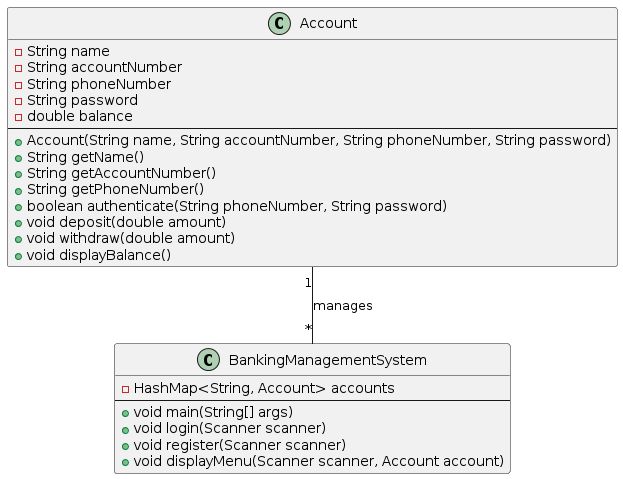 C Account
String name
String accountNumber
String phoneNumber
String password
double balance
Account(String name, String accountNumber, String phoneNumber, String password)
String getName()
String getAccountNumber()
String getPhoneNumber()
boolean authenticate(String phoneNumber, String password)
void deposit(double amount)
void withdraw(double amount)
void displayBalance()
1
manages
*
C BankingManagementSystem
HashMap<String, Account> accounts
void main(String[] args)
void login(Scanner scanner)
void register(Scanner scanner)
void displayMenu(Scanner scanner, Account account)